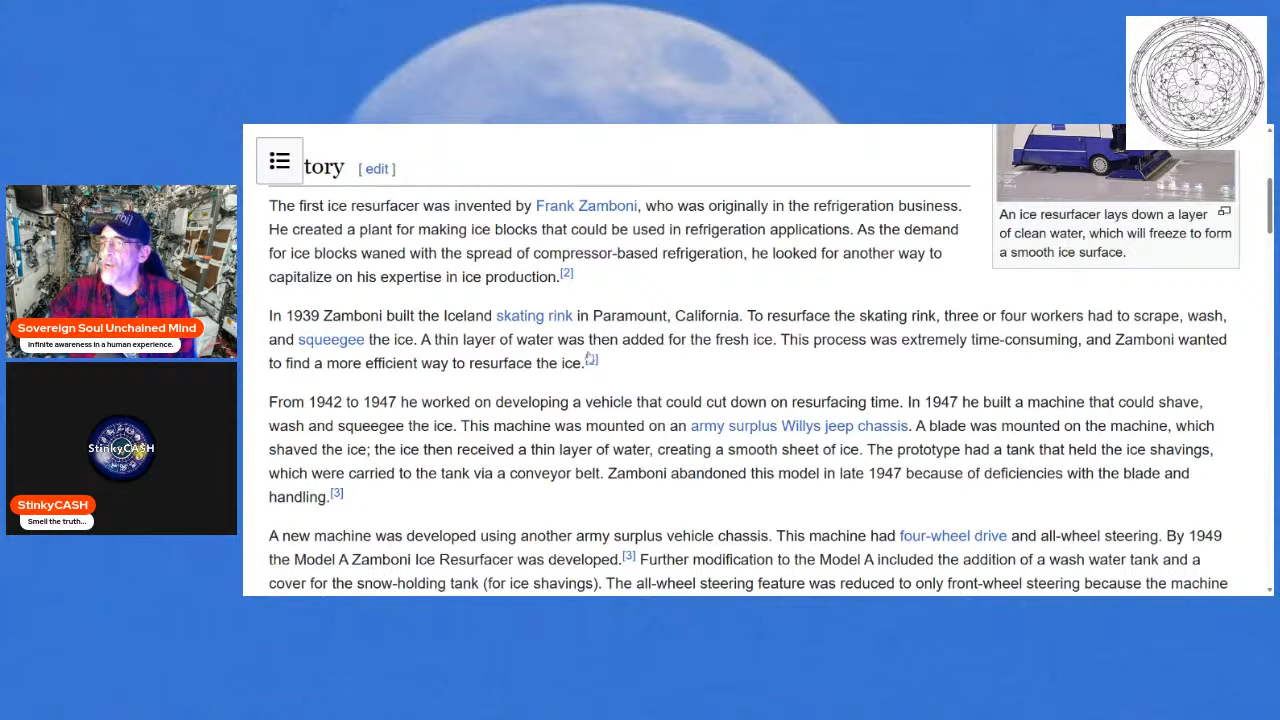 tory [ edit ]
The first ice resurfacer was invented by Frank Zamboni, who was originally in the refrigeration business.
He created a plant for making ice blocks that could be used in refrigeration applications. As the demand
for ice blocks waned with the spread of compressor-based refrigeration, he looked for another way to
capitalize on his expertise in ice production.[2]
An ice resurfacer lays down a layer
of clean water, which will freeze to form
a smooth ice surface.
In 1939 Zamboni built the Iceland skating rink in Paramount, California. To resurface the skating rink, three or four workers had to scrape, wash,
and squeegee the ice. A thin layer of water was then added for the fresh ice. This process was extremely time-consuming, and Zamboni wanted
to find a more efficient way to resurface the ice.
From 1942 to 1947 he worked on developing a vehicle that could cut down on resurfacing time. In 1947 he built a machine that could shave,
wash and squeegee the ice. This machine was mounted on an army surplus Willys jeep chassis. A blade was mounted on the machine, which
shaved the ice; the ice then received a thin layer of water, creating a smooth sheet of ice. The prototype had a tank that held the ice shavings,
which were carried to the tank via a conveyor belt. Zamboni abandoned this model in late 1947 because of deficiencies with the blade and
handling.[3]
A new machine was developed using another army surplus vehicle chassis. This machine had four-wheel drive and all-wheel steering. By 1949
the Model A Zamboni Ice Resurfacer was developed.[3] Further modification to the Model A included the addition of a wash water tank and a
cover for the snow-holding tank (for ice shavings). The all-wheel steering feature was reduced to only front-wheel steering because the machine
Sovereign Soul Unchained Mind
Infinite awareness in a human experience.
StinkyCASH
StinkyCASH
Smell the truth...